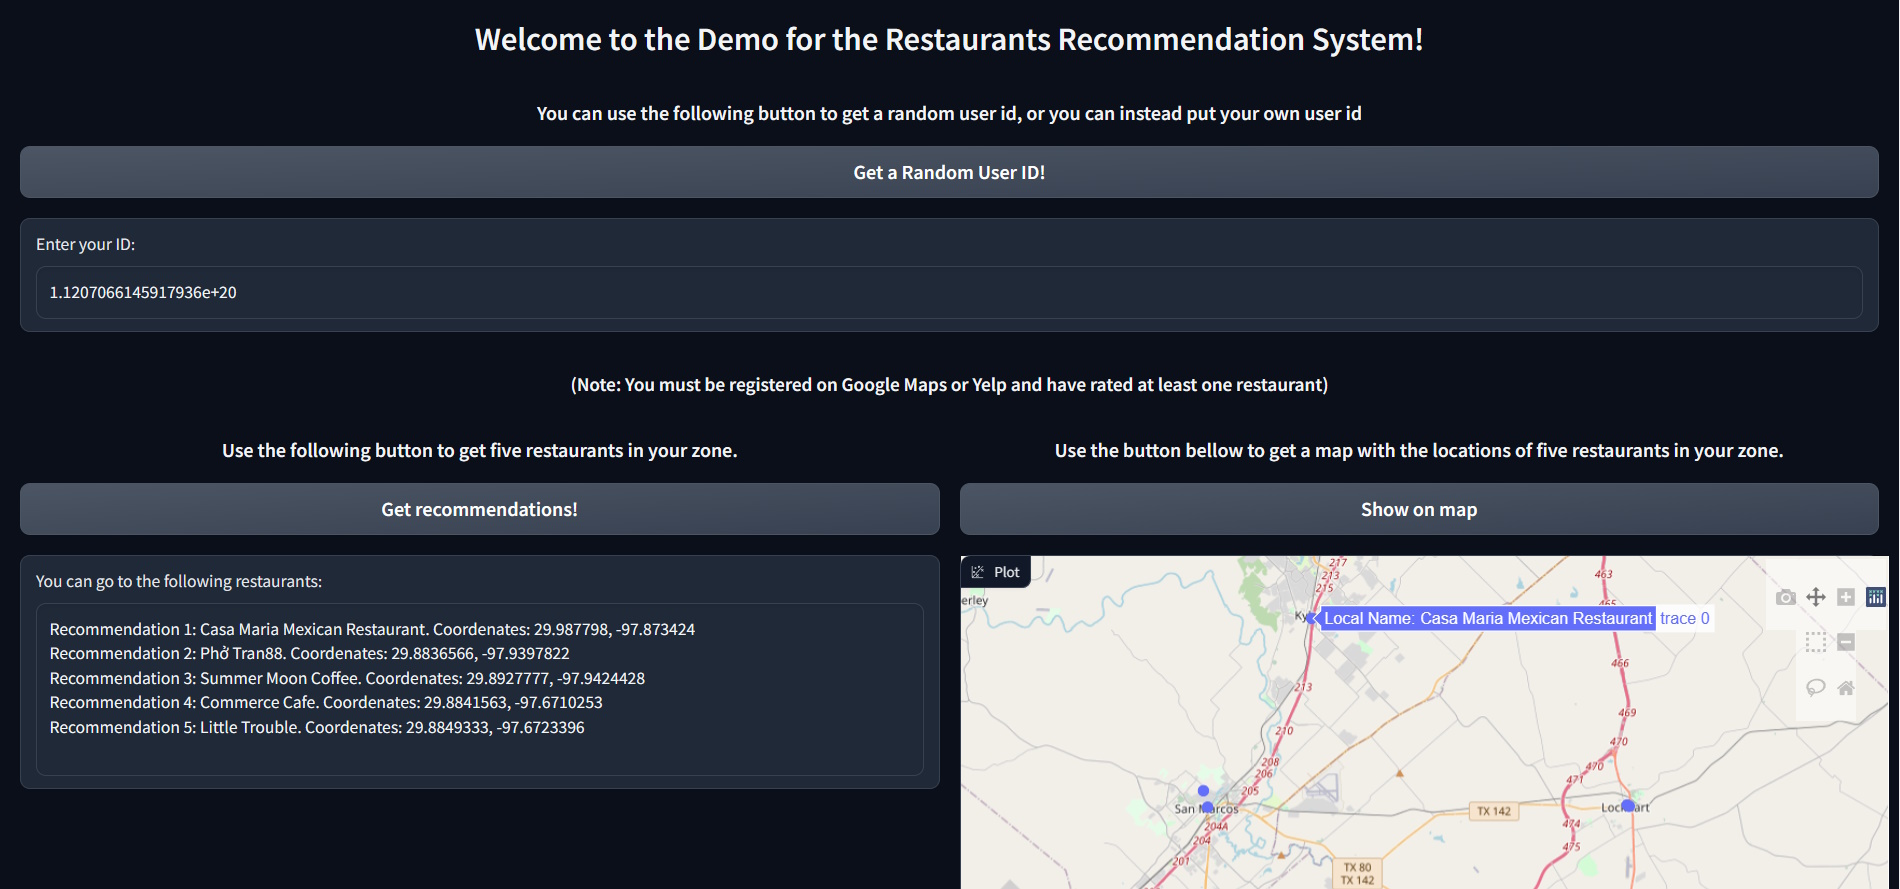 Welcome to the Demo for the Restaurants Recommendation System!
You can use the following button to get a random user id, or you can instead put your own user id
Get a Random User ID!
Enter your ID:
1.1207066145917936e+20
(Note: You must be registered on Google Maps or Yelp and have rated at least one restaurant)
Use the following button to get five restaurants in your zone.
Get recommendations!
You can go to the following restaurants:
Recommendation 1: Casa Maria Mexican Restaurant. Coordenates: 29.987798, -97.873424
Recommendation 2: Phở Tran88. Coordenates: 29.8836566, -97.9397822
Recommendation 3: Summer Moon Coffee. Coordenates: 29.8927777, -97.9424428
Recommendation 4: Commerce Cafe. Coordenates: 29.8841563, -97.6710253
Recommendation 5: Little Trouble. Coordenates: 29.8849333, -97.6723396
Use the button bellow to get a map with the locations of five restaurants in your zone.
Show on map
Plot
217
213
215
463
465
erley
Ky
Local Name: Casa Maria Mexican Restaurant trace 0
466
213
469
210
470
208
470
206
471
205
San Marcos
Lockhart
TX 142
204A
474
204
475
201
TX 80
TX 142